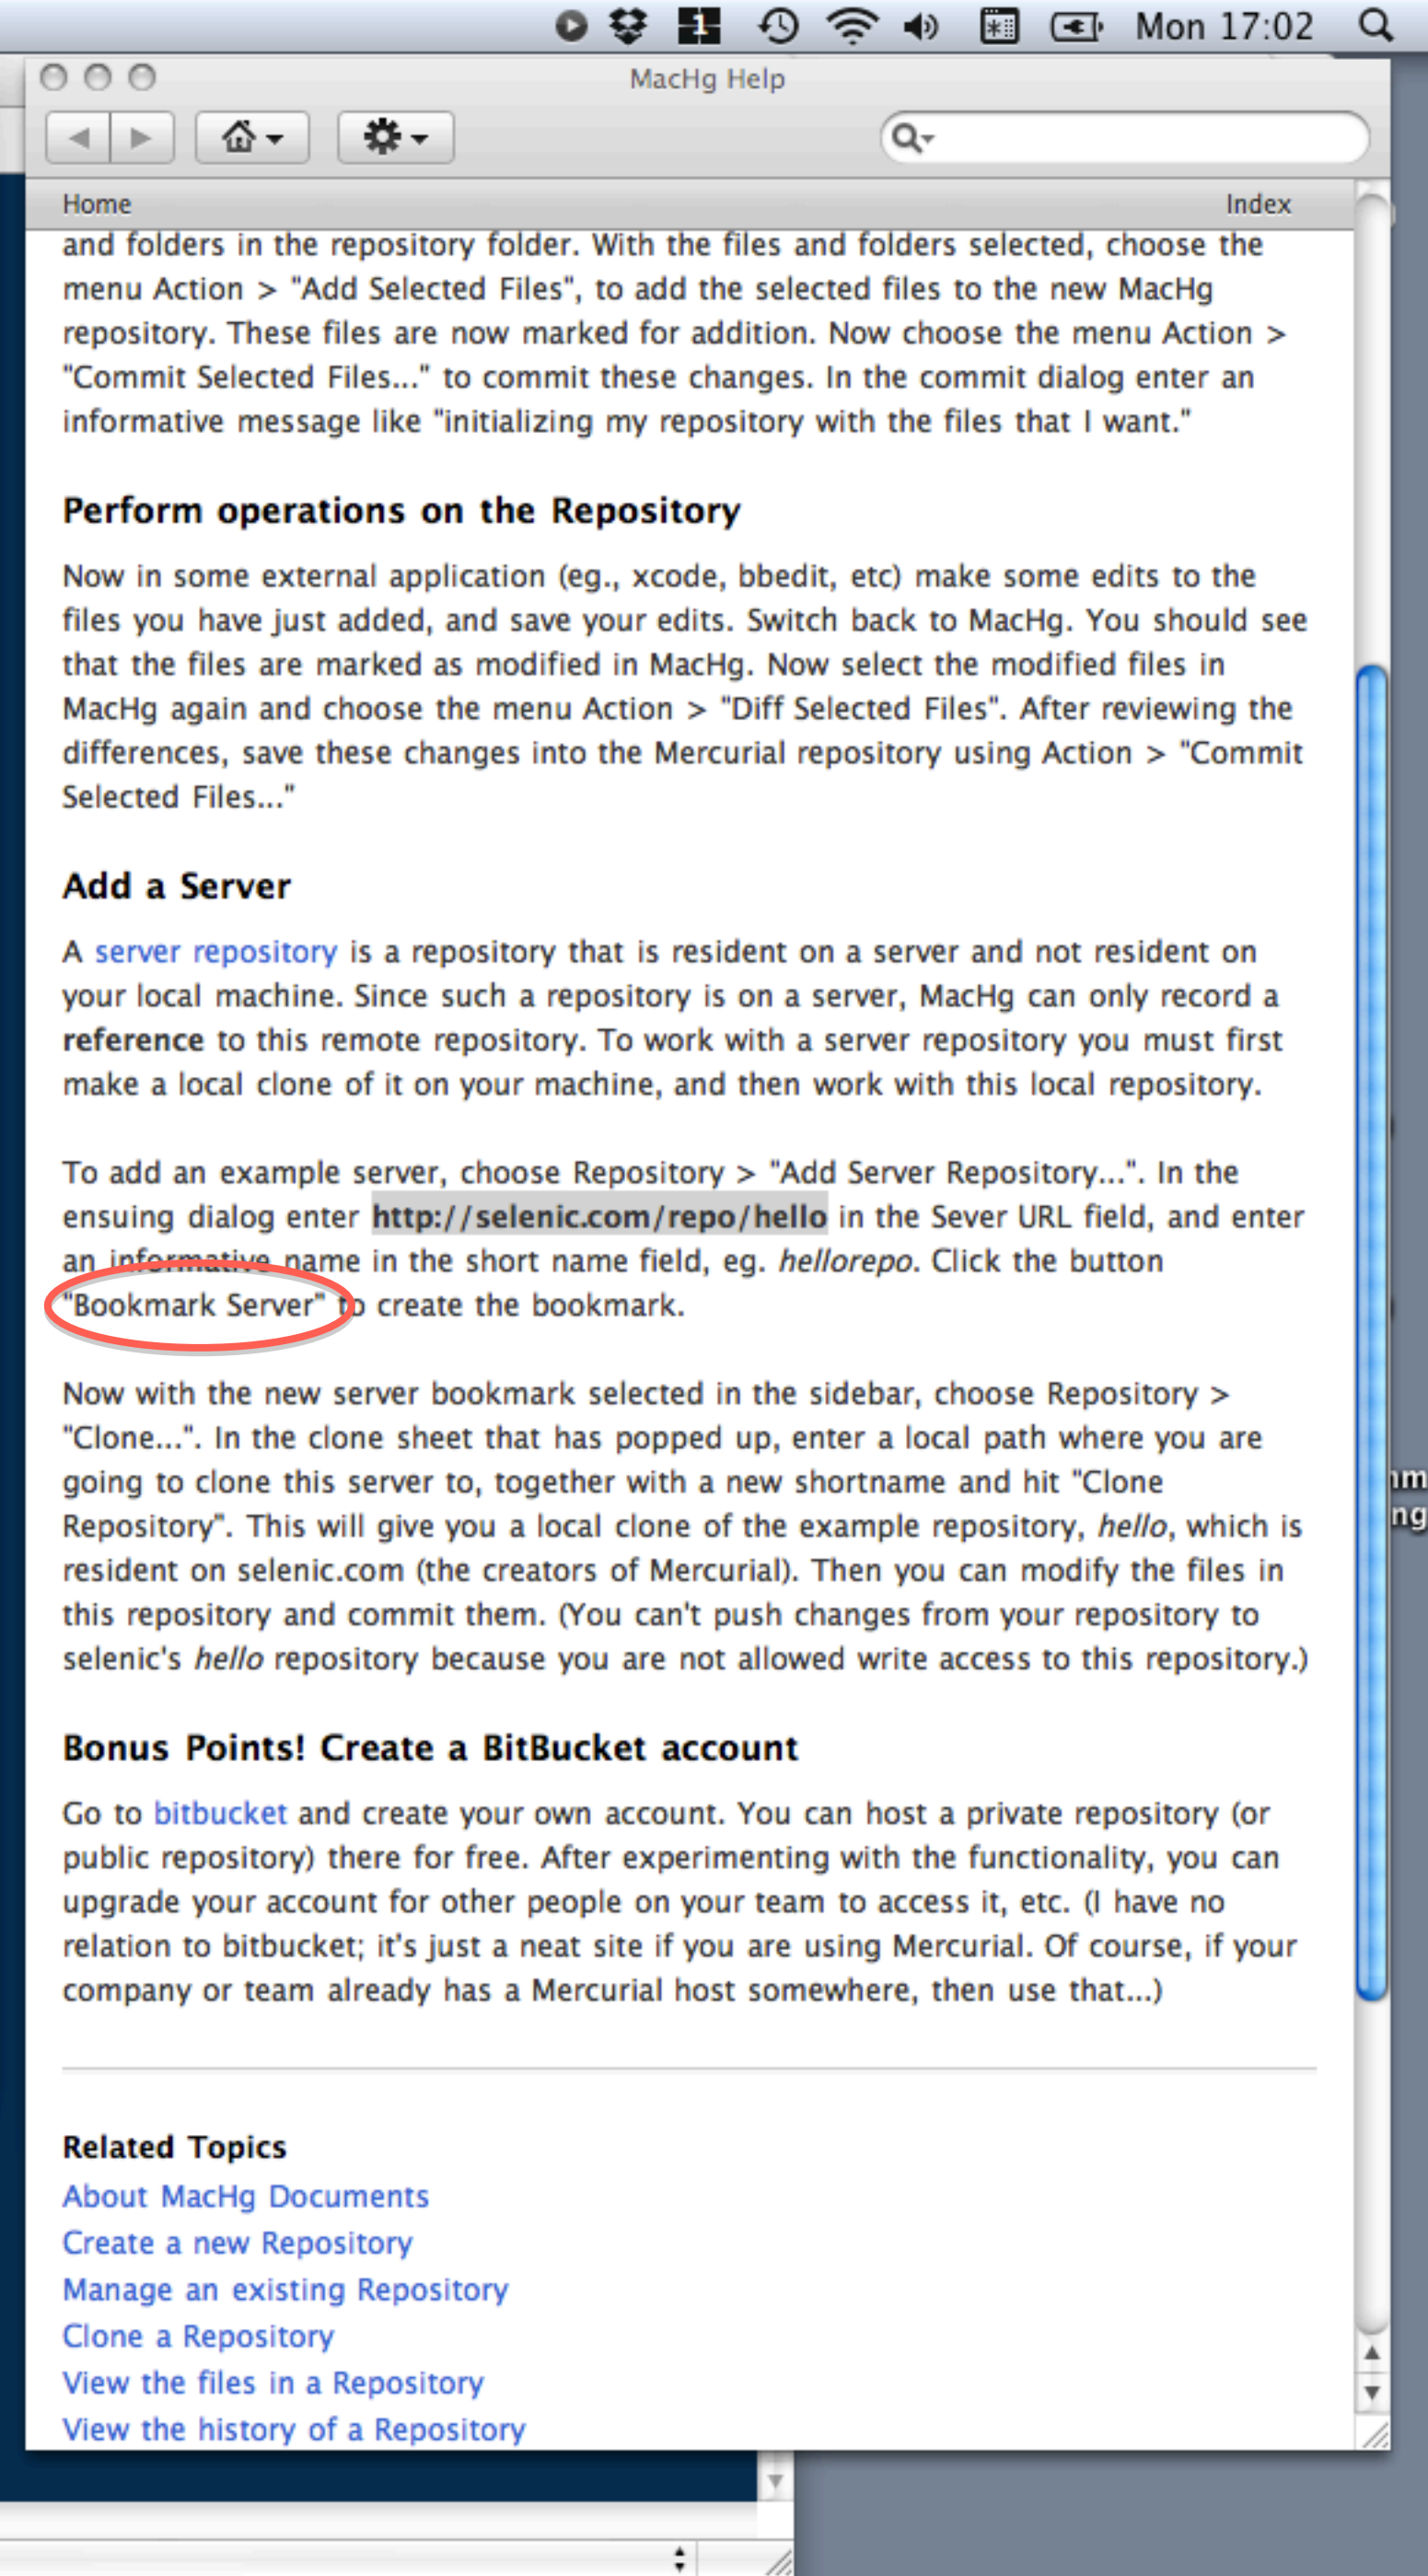 1 Mon 17:02
MacHg Help
Home Index
and folders in the repository folder. With the files and folders selected, choose the
menu Action > "Add Selected Files", to add the selected files to the new MacHg
repository. These files are now marked for addition. Now choose the menu Action >
"Commit Selected Files..." to commit these changes. In the commit dialog enter an
informative message like "initializing my repository with the files that I want."
Perform operations on the Repository
Now in some external application (eg., xcode, bbedit, etc) make some edits to the
files you have just added, and save your edits. Switch back to MacHg. You should see
that the files are marked as modified in MacHg. Now select the modified files in
MacHg again and choose the menu Action > "Diff Selected Files". After reviewing the
differences, save these changes into the Mercurial repository using Action > "Commit
Selected Files..."
Add a Server
A server repository is a repository that is resident on a server and not resident on
your local machine. Since such a repository is on a server, MacHg can only record a
reference to this remote repository. To work with a server repository you must first
make a local clone of it on your machine, and then work with this local repository.
To add an example server, choose Repository > "Add Server Repository...". In the
ensuing dialog enter http://selenic.com/repo/hello in the Sever URL field, and enter
an informative name in the short name field, eg. hellorepo. Click the button
"Bookmark Server" to create the bookmark.
Now with the new server bookmark selected in the sidebar, choose Repository >
"Clone...". In the clone sheet that has popped up, enter a local path where you are
going to clone this server to, together with a new shortname and hit "Clone
Repository". This will give you a local clone of the example repository, hello, which is
resident on selenic.com (the creators of Mercurial). Then you can modify the files in
this repository and commit them. (You can't push changes from your repository to
selenic's hello repository because you are not allowed write access to this repository.)
Bonus Points! Create a BitBucket account
Go to bitbucket and create your own account. You can host a private repository (or
public repository) there for free. After experimenting with the functionality, you can
upgrade your account for other people on your team to access it, etc. (I have no
relation to bitbucket; it's just a neat site if you are using Mercurial. Of course, if your
company or team already has a Mercurial host somewhere, then use that...)
Related Topics
About MacHg Documents
Create a new Repository
Manage an existing Repository
Clone a Repository
View the files in a Repository
View the history of a Repository